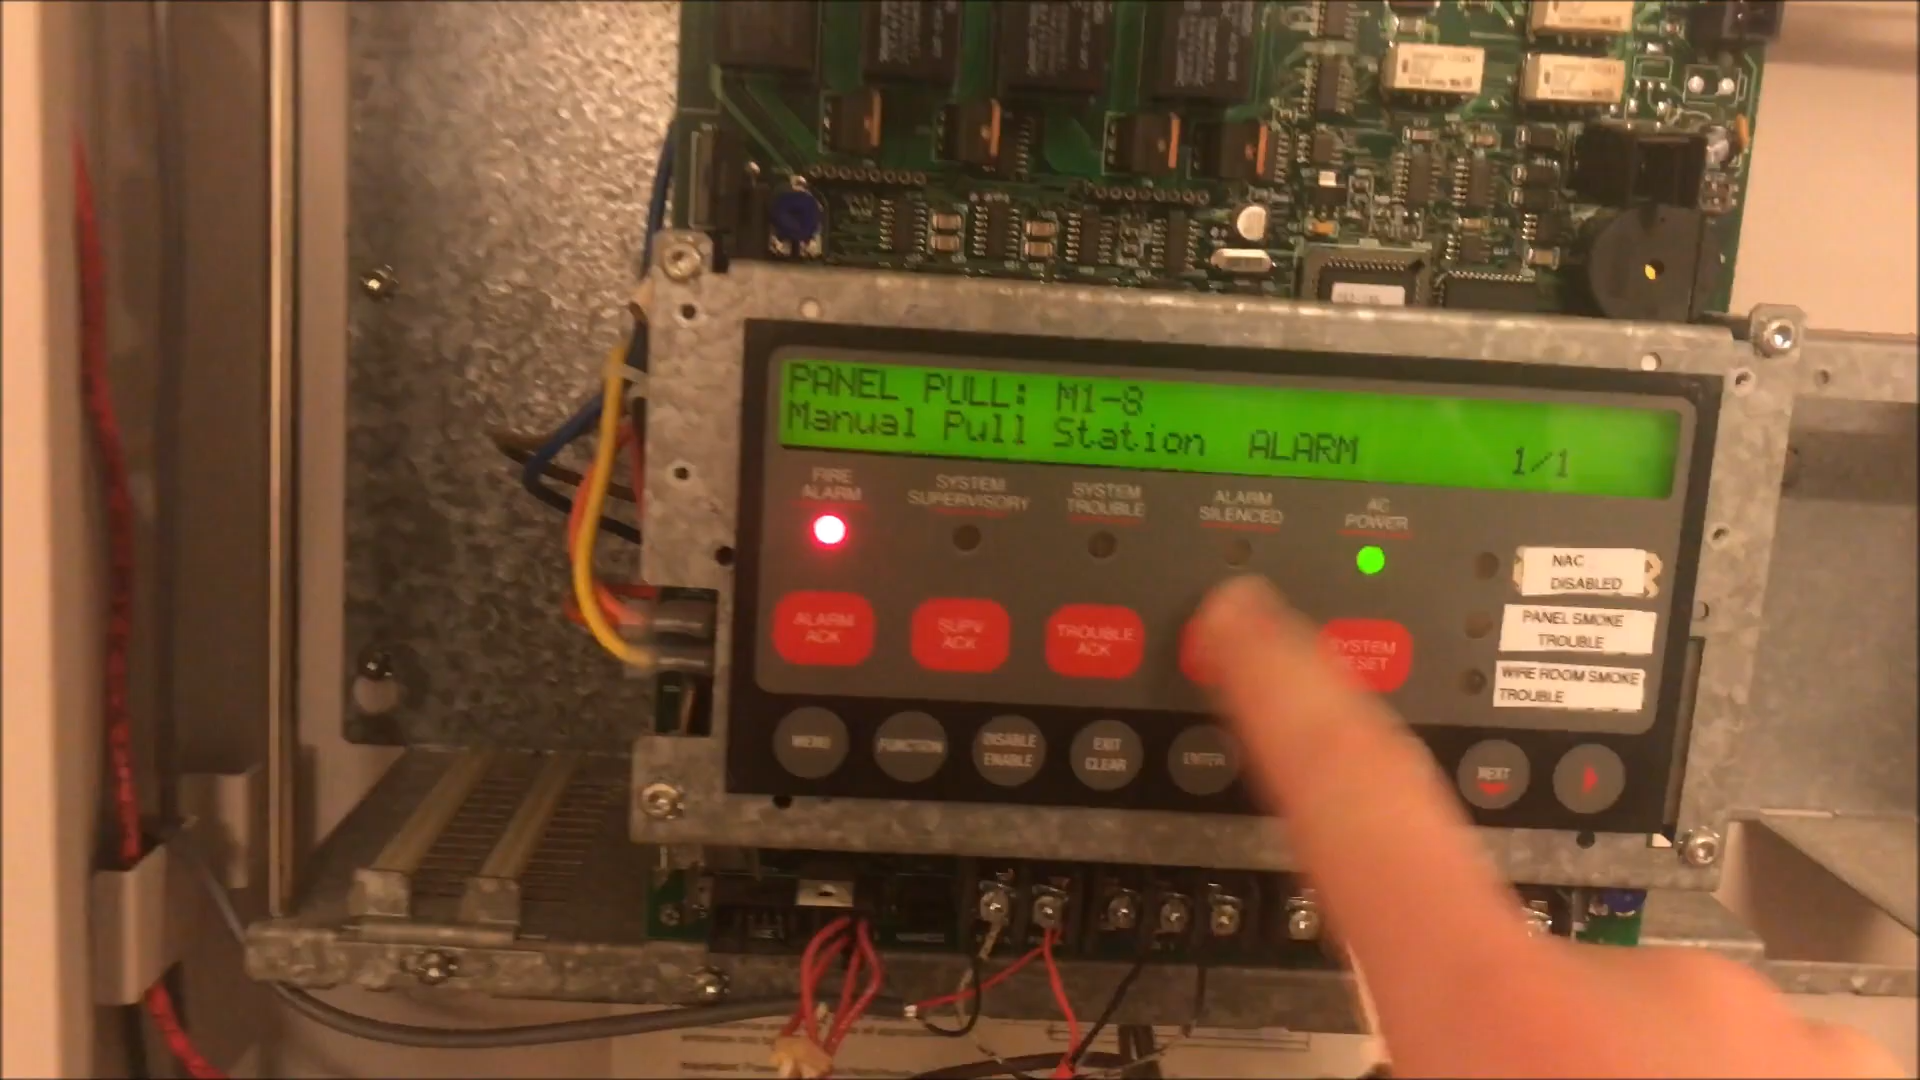 PANEL PULL: M1-8
Manual Pull Station ALARM 1/1
FIRE
ALARM
SYSTEM
SUPERVISORY
SYSTEM
TROUBLE
ALARM
SILENCED
AC
POWER
NAC
DISABLED
PANEL SMOKE
TROUBLE
WIRE ROOM SMOKE
TROUBLE
ALARM
ACK
SUPV
ACK
TROUBLE
ACK
SYSTEM
RESET
MENU
FUNCTION
DISABLE
ENABLE
EXIT
CLEAR
ENTER
NEXT